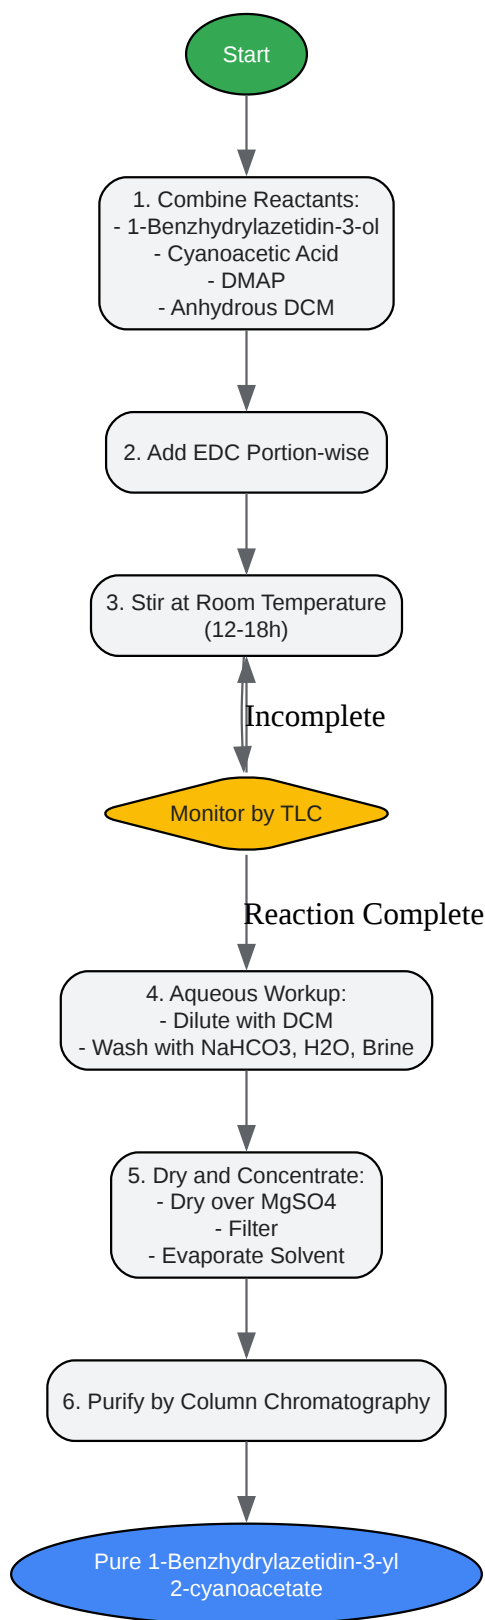 Start
1. Combine Reactants:
- 1-Benzhydrylazetidin-3-ol
- Cyanoacetic Acid
- DMAP
- Anhydrous DCM
2. Add EDC Portion-wise
3. Stir at Room Temperature
(12-18h)
Incomplete
Monitor by TLC
Reaction Complete
4. Aqueous Workup:
- Dilute with DCM
- Wash with NaHCO3, H2O, Brine
5. Dry and Concentrate:
- Dry over MgSO4
- Filter
- Evaporate Solvent
6. Purify by Column Chromatography
Pure 1-Benzhydrylazetidin-3-yl
2-cyanoacetate